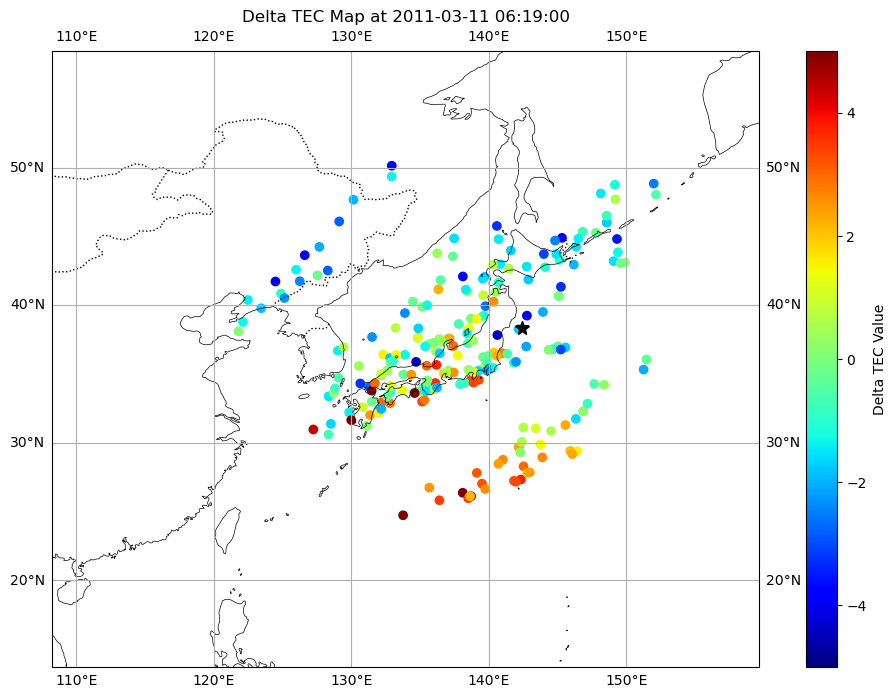 Delta TEC Map at 2011-03-11 06:19:00
110°E 120°E 130°E 140°E 150°E
50°N 50°N
40°N 40°N
30°N 30°N
20°N 20°N
110°E 120°E 130°E 140°E 150°E
4
2
0
−2
−4
Delta TEC Value